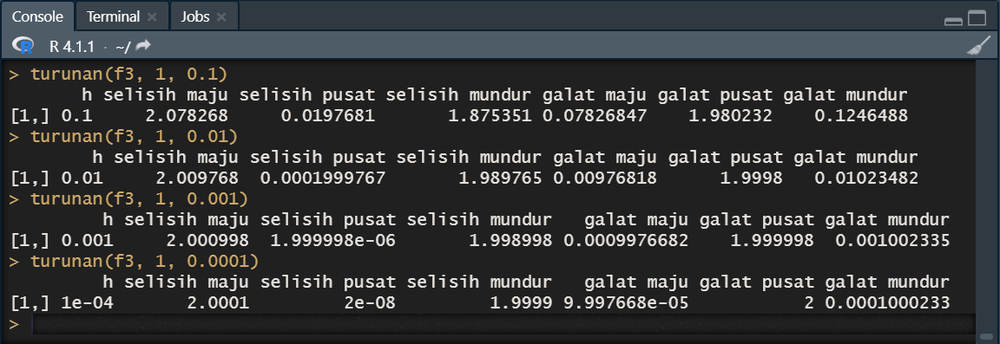 Console Terminal Jobs
R 4.1.1 · ~/
> turunan(f3, 1, 0.1)
h selisih maju selisih pusat selisih mundur galat maju galat pusat galat mundur
[1,] 0.1 2.078268 0.0197681 1.875351 0.07826847 1.980232 0.1246488
> turunan(f3, 1, 0.01)
h selisih maju selisih pusat selisih mundur galat maju galat pusat galat mundur
[1,] 0.01 2.009768 0.0001999767 1.989765 0.00976818 1.9998 0.01023482
> turunan(f3, 1, 0.001)
h selisih maju selisih pusat selisih mundur galat maju galat pusat galat mundur
[1,] 0.001 2.000998 1.999998e-06 1.998998 0.0009976682 1.999998 0.001002335
> turunan(f3, 1, 0.0001)
h selisih maju selisih pusat selisih mundur galat maju galat pusat galat mundur
[1,] 1e-04 2.0001 2e-08 1.9999 9.997668e-05 2 0.0001000233
>